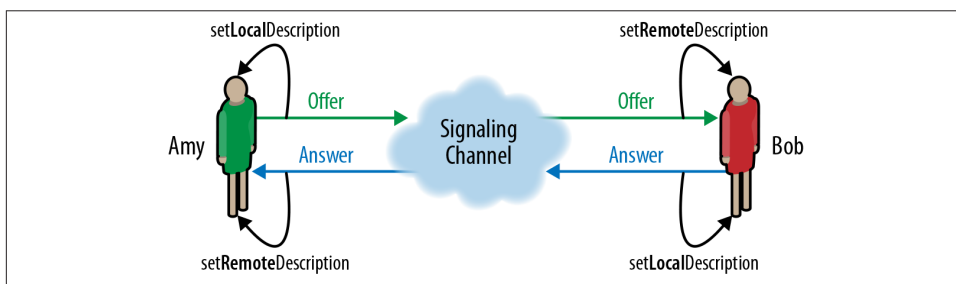 setLocalDescription
setRemoteDescription
Offer
Offer
Amy
Signaling
Channel
Bob
Answer
Answer
setRemoteDescription
setLocalDescription